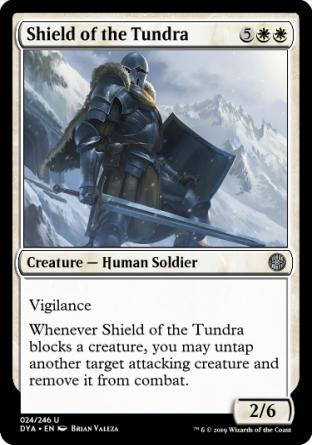 Shield of the Tundra 5
Creature — Human Soldier
Vigilance
Whenever Shield of the Tundra
blocks a creature, you may untap
another target attacking creature and
remove it from combat.
2/6
024/246 U
DYA • EN Brian Valeza
™ & © 2019 Wizards of the Coast